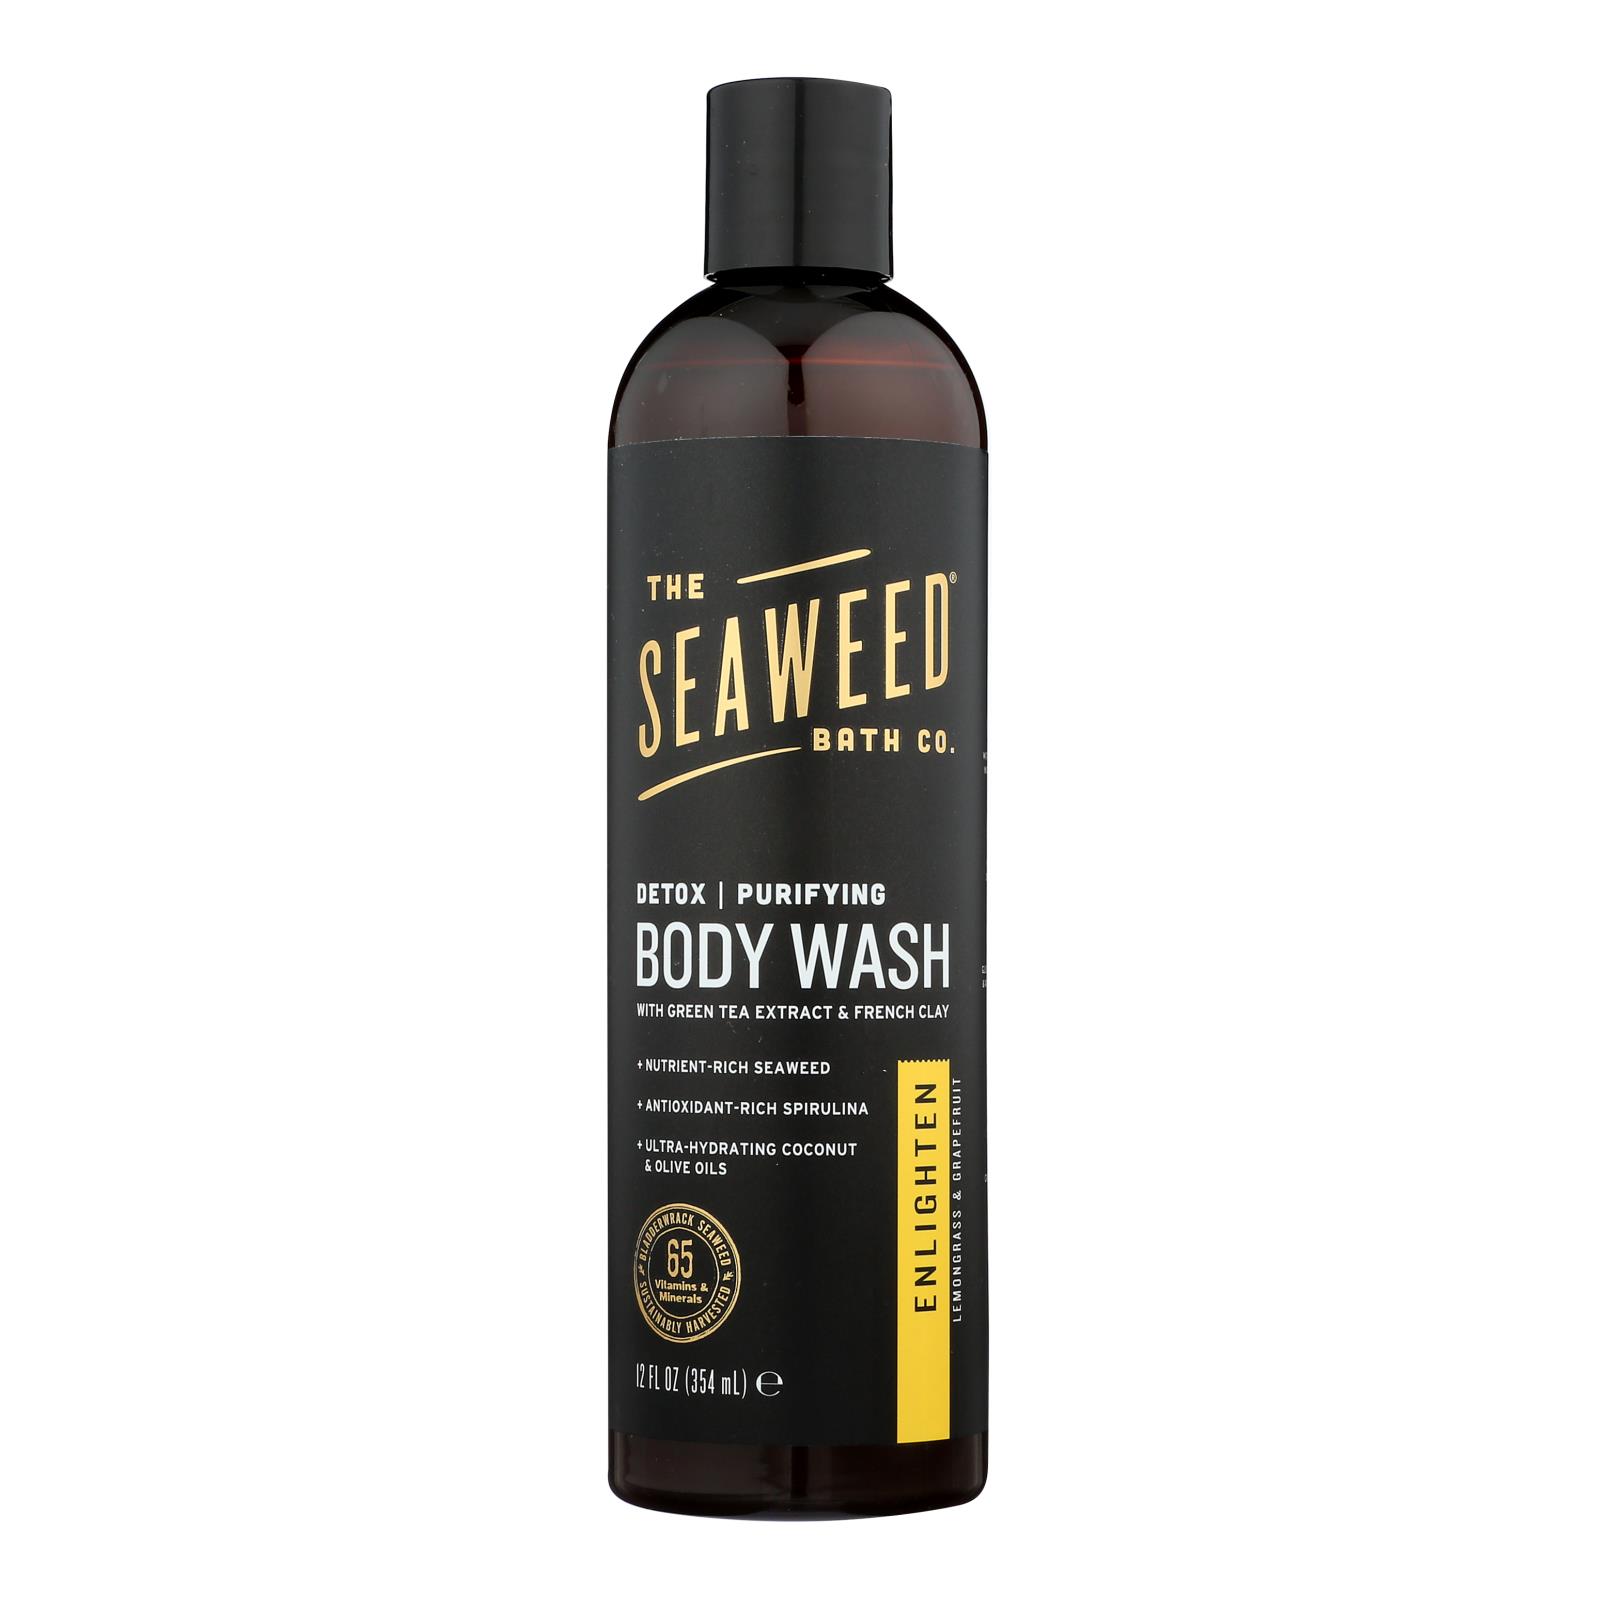 THE
SEAWEED®
BATH CO.
DETOX | PURIFYING
BODY WASH
WITH GREEN TEA EXTRACT & FRENCH CLAY
+ NUTRIENT-RICH SEAWEED
+ ANTIOXIDANT-RICH SPIRULINA
+ ULTRA-HYDRATING COCONUT
& OLIVE OILS
ENLIGHTEN
LEMONGRASS & GRAPEFRUIT
BLADDERWRACK SEAWEED
65
Vitamins &
Minerals
SUSTAINABLY HARVESTED
12 FL OZ (354 mL) ℮